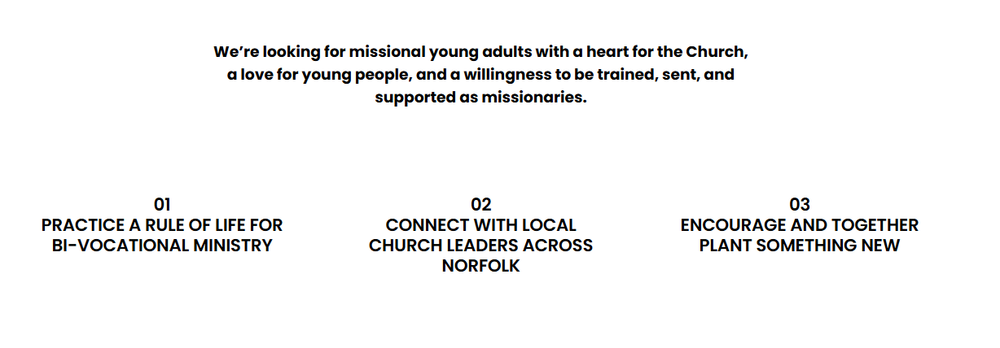 We’re looking for missional young adults with a heart for the Church,
a love for young people, and a willingness to be trained, sent, and
supported as missionaries.
01
PRACTICE A RULE OF LIFE FOR
BI-VOCATIONAL MINISTRY
02
CONNECT WITH LOCAL
CHURCH LEADERS ACROSS
NORFOLK
03
ENCOURAGE AND TOGETHER
PLANT SOMETHING NEW